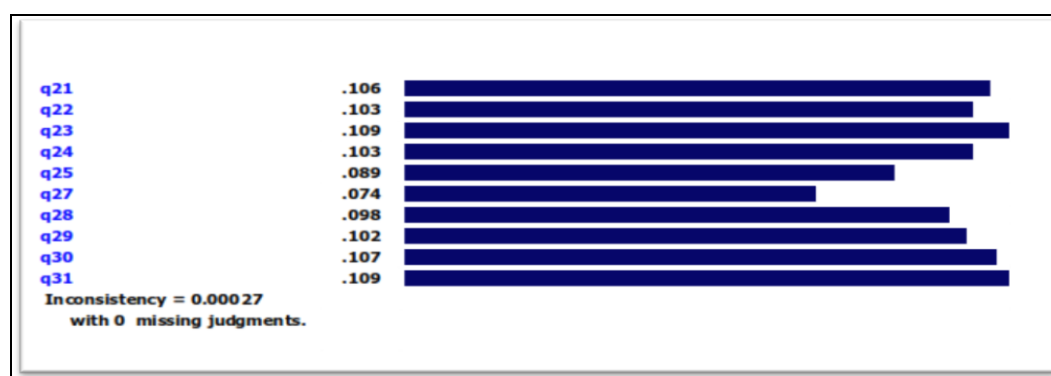 q21 .106
q22 .103
q23 .109
q24 .103
q25 .089
q27 .074
q28 .098
q29 .102
q30 .107
q31 .109
Inconsistency = 0.00027
with 0 missing judgments.